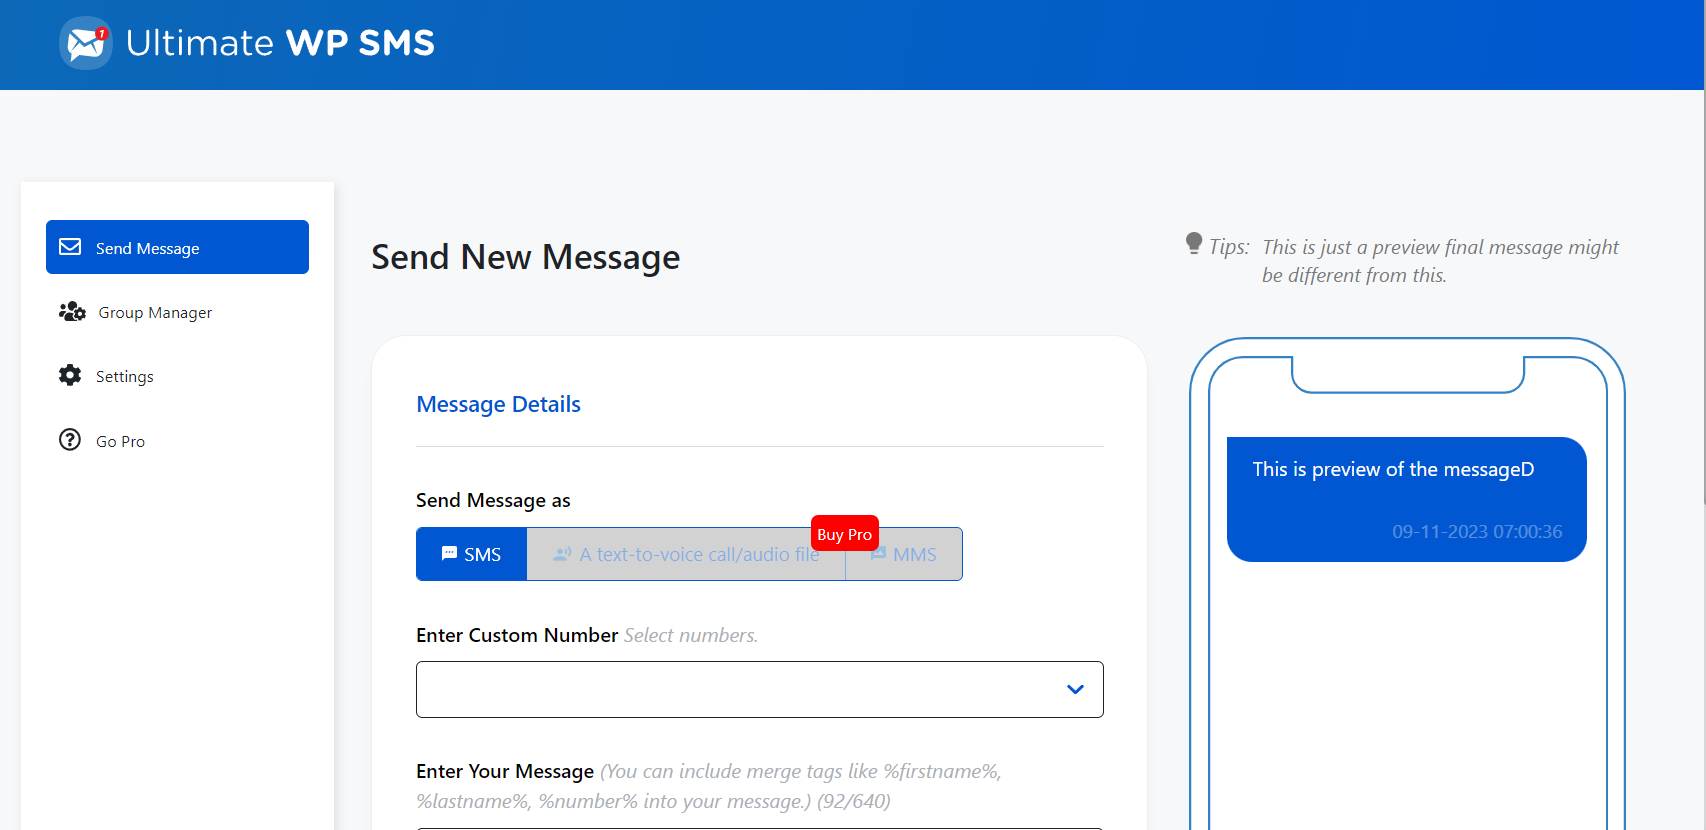 1
Ultimate WP SMS
Send Message
Group Manager
Settings
Go Pro
Send New Message
Message Details
Send Message as
Buy Pro
SMS
A text-to-voice call/audio file
MMS
Enter Custom Number Select numbers.
Enter Your Message (You can include merge tags like %firstname%,
%lastname%, %number% into your message.) (92/640)
Tips: This is just a preview final message might
be different from this.
This is preview of the messageD
09-11-2023 07:00:36